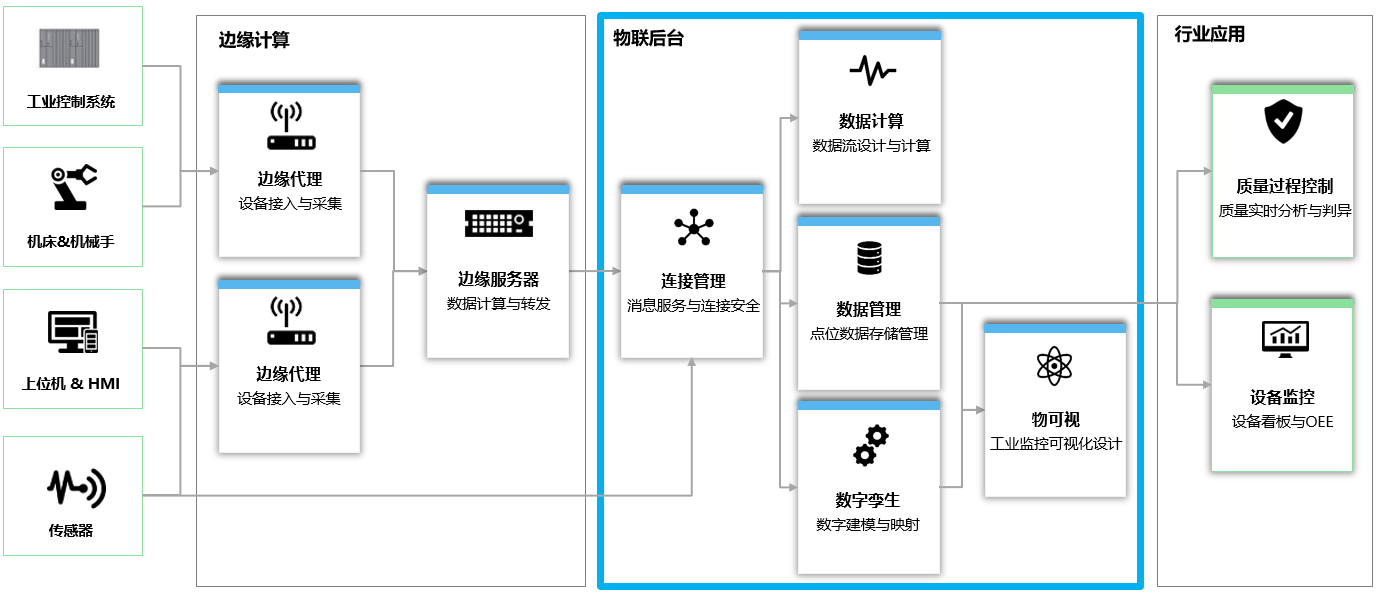 工业控制系统
机床&机械手
上位机 & HMI
传感器
边缘计算
边缘代理
设备接入与采集
边缘代理
设备接入与采集
边缘服务器
数据计算与转发
物联后台
连接管理
消息服务与连接安全
数据计算
数据流设计与计算
数据管理
点位数据存储管理
数字孪生
数字建模与映射
物可视
工业监控可视化设计
行业应用
质量过程控制
质量实时分析与判异
设备监控
设备看板与OEE